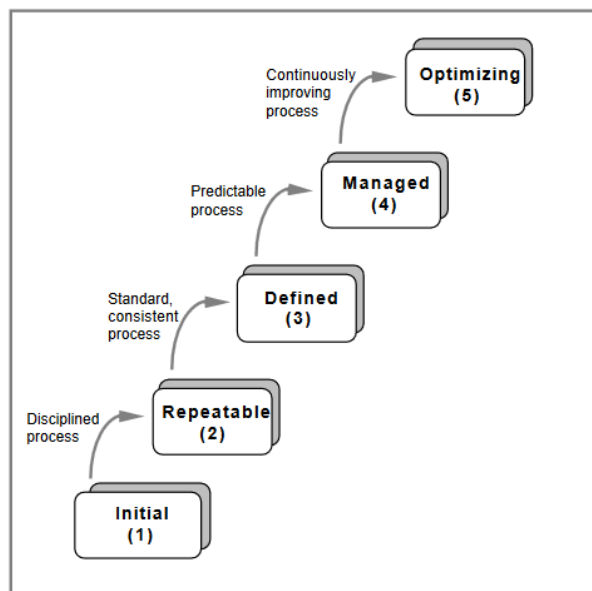 Continuously
improving
process
Optimizing
(5)
Predictable
process
Managed
(4)
Standard,
consistent
process
Defined
(3)
Disciplined
process
Repeatable
(2)
Initial
(1)